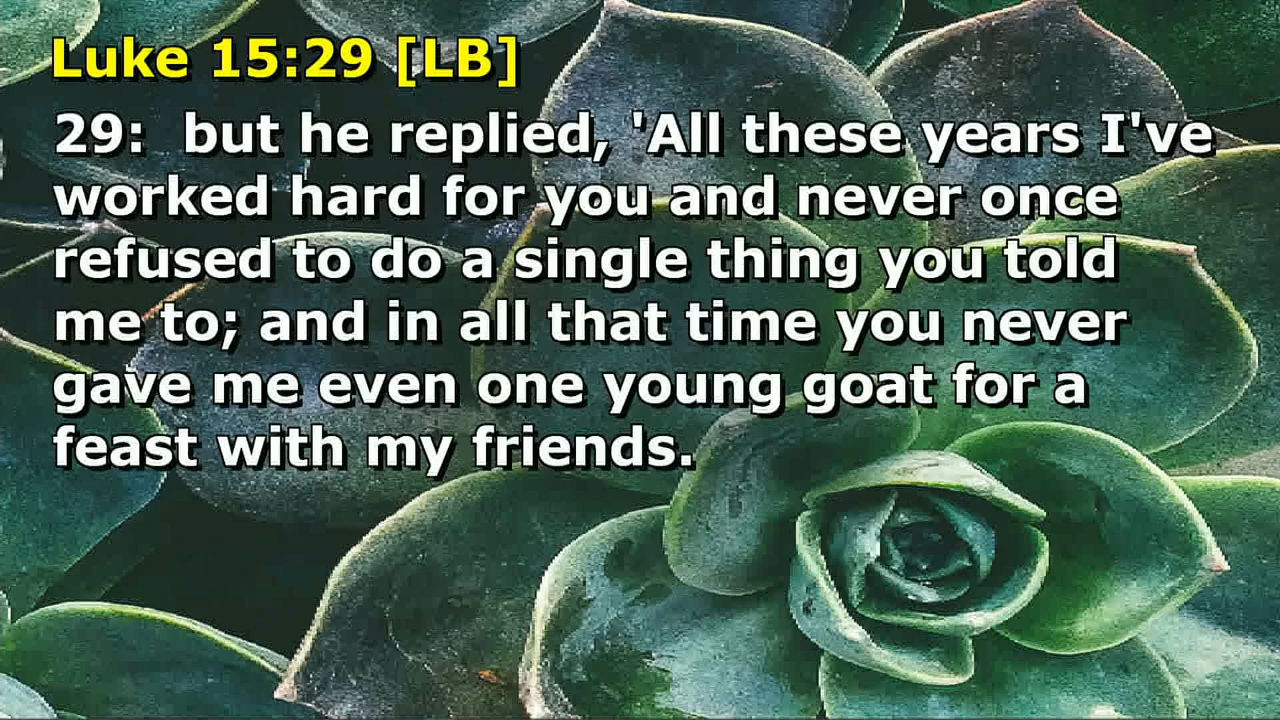 Luke 15:29 [LB]
29:  but he replied, 'All these years I've
worked hard for you and never once
refused to do a single thing you told
me to; and in all that time you never
gave me even one young goat for a
feast with my friends.